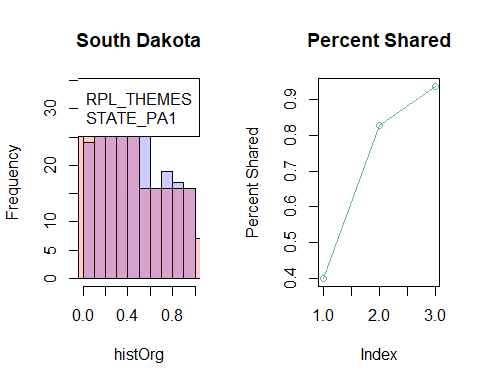 South Dakota
RPL_THEMES
STATE_PA1
Frequency
0 5 10 20 30
0.0 0.4 0.8
histOrg
Percent Shared
Percent Shared
0.4 0.5 0.6 0.7 0.8 0.9
1.0 2.0 3.0
Index